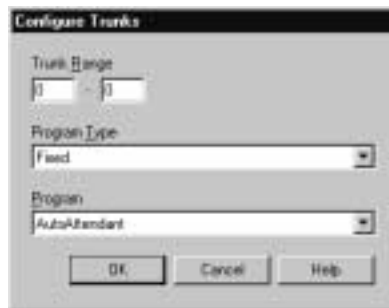 Configure Trunks
Trunk Range
0 - 0
Program Type
Fixed
Program
AutoAttendant
OK Cancel Help